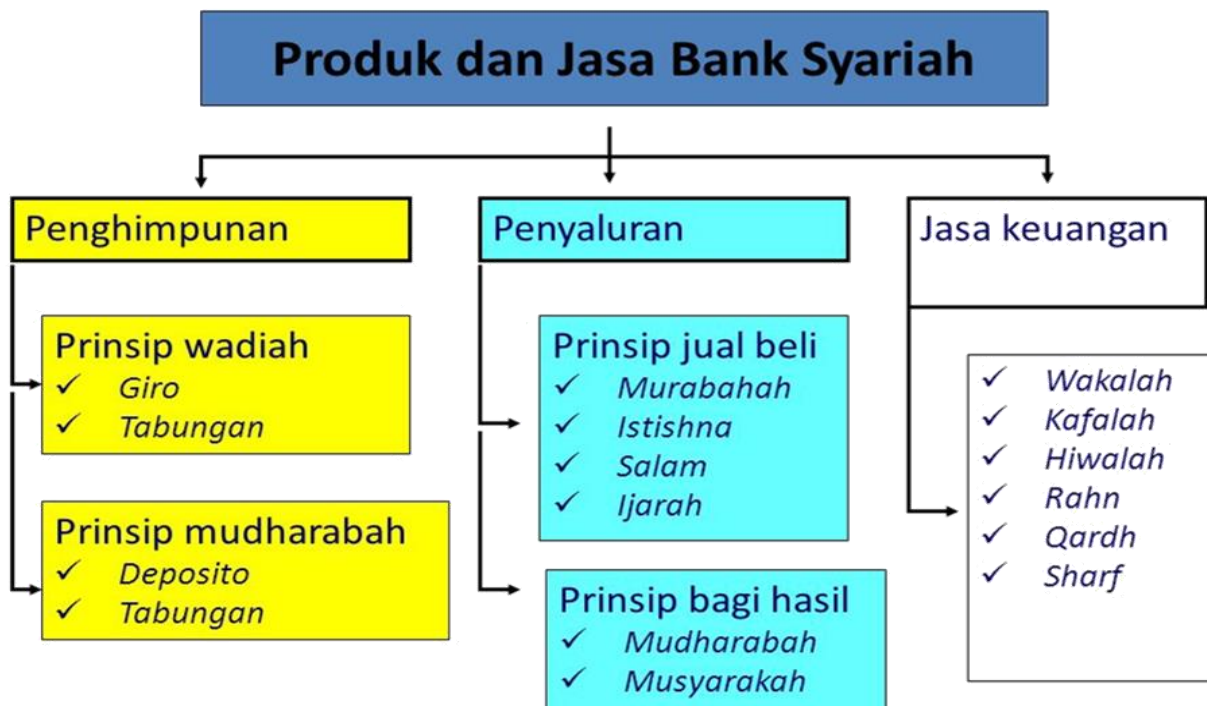 Produk dan Jasa Bank Syariah
Penghimpunan
Prinsip wadiah
✓ Giro
✓ Tabungan
Prinsip mudharabah
✓ Deposito
✓ Tabungan
Penyaluran
Prinsip jual beli
✓ Murabahah
✓ Istishna
✓ Salam
✓ Ijarah
Prinsip bagi hasil
✓ Mudharabah
✓ Musyarakah
Jasa keuangan
✓ Wakalah
✓ Kafalah
✓ Hiwalah
✓ Rahn
✓ Qardh
✓ Sharf